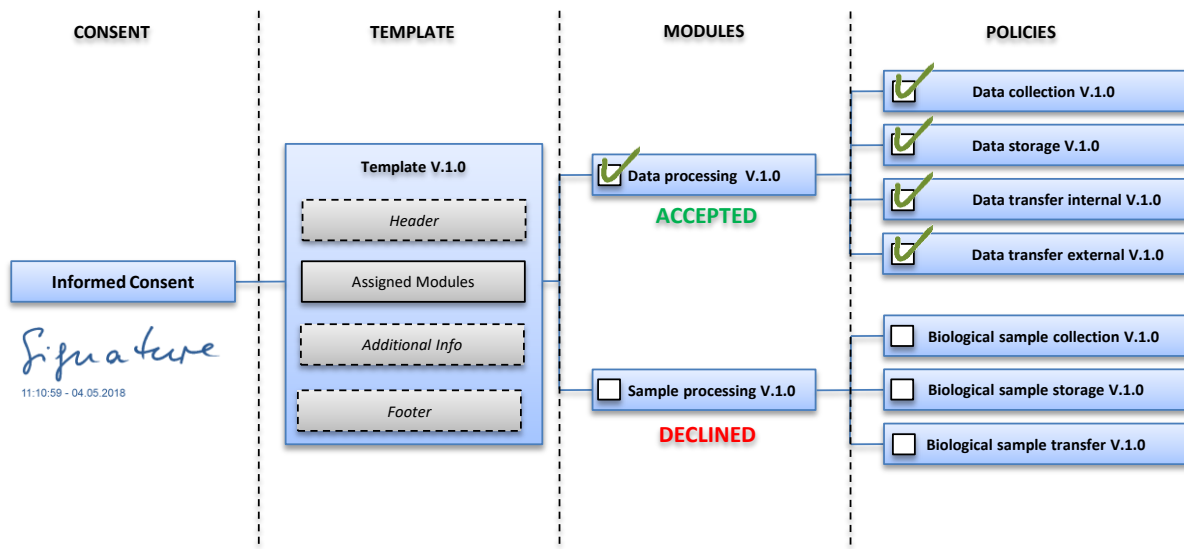 CONSENT
TEMPLATE
MODULES
POLICIES
Informed Consent
Signature
11:10:59 - 04.05.2018
Template V.1.0
Header
Assigned Modules
Additional Info
Footer
Data processing V.1.0
ACCEPTED
Sample processing V.1.0
DECLINED
Data collection V.1.0
Data storage V.1.0
Data transfer internal V.1.0
Data transfer external V.1.0
Biological sample collection V.1.0
Biological sample storage V.1.0
Biological sample transfer V.1.0